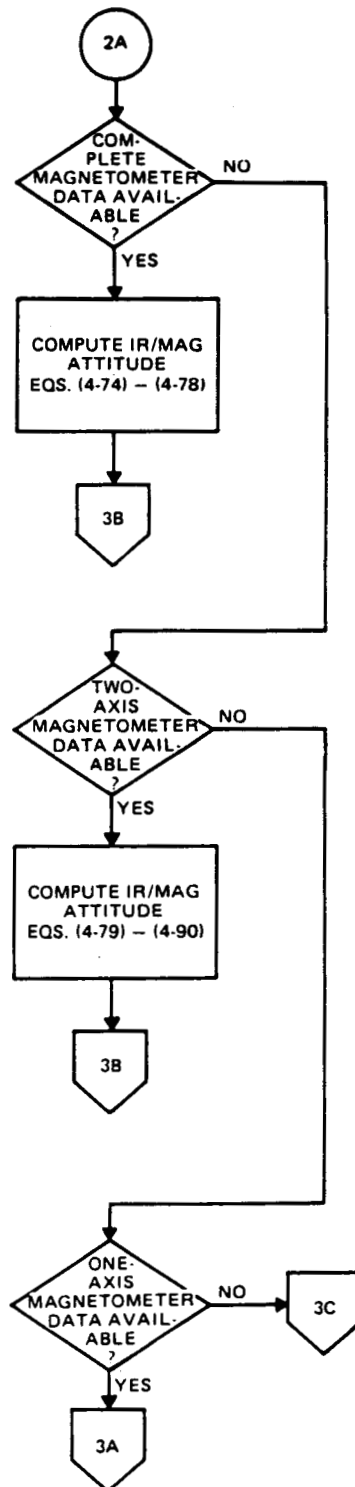 2A
COM-
PLETE
MAGNETOMETER
DATA AVAIL-
ABLE
?
NO
YES
COMPUTE IR/MAG
ATTITUDE
EQS. (4-74) – (4-78)
3B
TWO-
AXIS
MAGNETOMETER
DATA AVAIL-
ABLE
?
NO
YES
COMPUTE IR/MAG
ATTITUDE
EQS. (4-79) – (4-90)
3B
ONE-
AXIS
MAGNETOMETER
DATA AVAIL-
ABLE
?
NO
3C
YES
3A